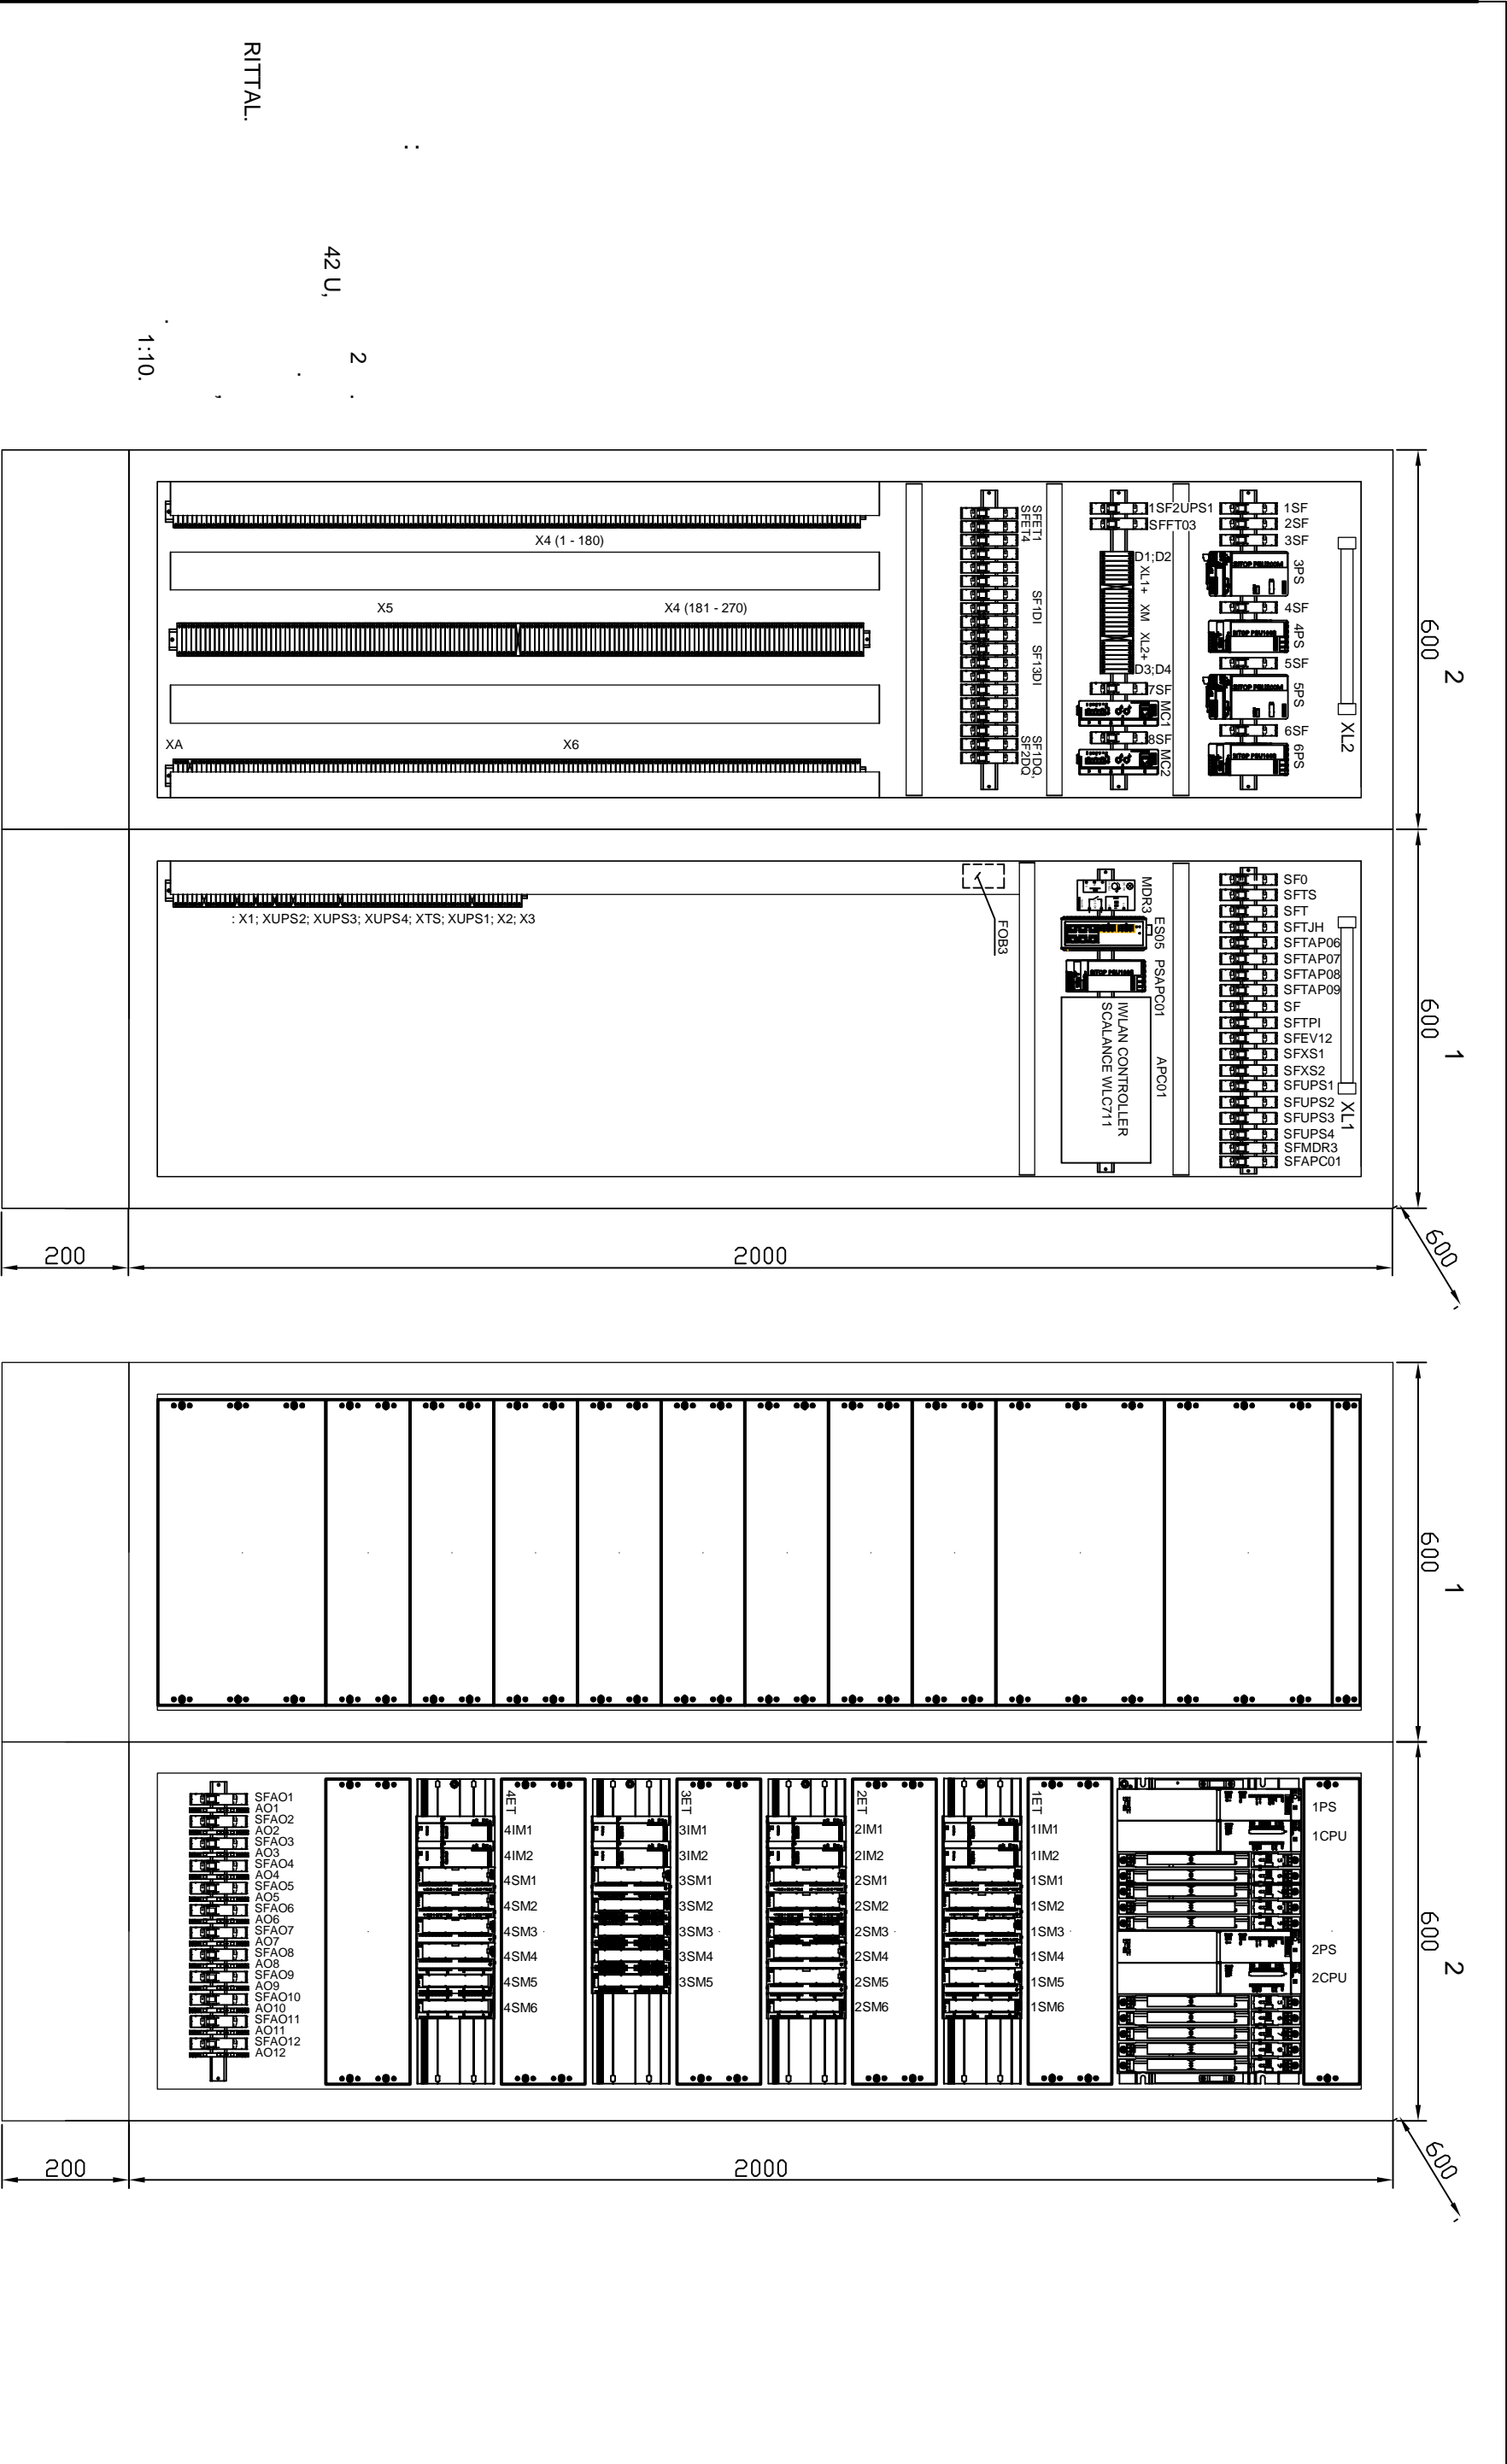 RITTAL.
42 U,
2
1:10.
2
600
1
600
600
2000
200
XL2
1SF
2SF
3SF
3PS
4SF
4PS
5SF
5PS
6SF
6PS
SITOP PSU100S
SITOP PSU100S
1SF2UPS1
SFFT03
D1;D2
XL1+
XM
XL2+
D3;D4
7SF
MC1
8SF
MC2
SFET1
SFET4
SF1DI
SF13DI
SF1DQ,
SF2DQ
X4 (1 - 180)
X5
X4 (181 - 270)
XA
X6
XL1
SF0
SFTS
SFT
SFTJH
SFTAP06
SFTAP07
SFTAP08
SFTAP09
SF
SFTPI
SFEV12
SFXS1
SFXS2
SFUPS1
SFUPS2
SFUPS3
SFUPS4
SFMDR3
SFAPC01
MDR3
ES05
PSAPC01
APC01
SITOP PSU100S
IWLAN CONTROLLER
SCALANCE WLC711
FOB3
: X1; XUPS2; XUPS3; XUPS4; XTS; XUPS1; X2; X3
1
600
2
600
600
2000
200
1PS
1CPU
2PS
2CPU
1ET
1IM1
1IM2
1SM1
1SM2
1SM3
1SM4
1SM5
1SM6
2ET
2IM1
2IM2
2SM1
2SM2
2SM3
2SM4
2SM5
2SM6
3ET
3IM1
3IM2
3SM1
3SM2
3SM3
3SM4
3SM5
4ET
4IM1
4IM2
4SM1
4SM2
4SM3
4SM4
4SM5
4SM6
SFAO1
AO1
SFAO2
AO2
SFAO3
AO3
SFAO4
AO4
SFAO5
AO5
SFAO6
AO6
SFAO7
AO7
SFAO8
AO8
SFAO9
AO9
SFAO10
AO10
SFAO11
AO11
SFAO12
AO12